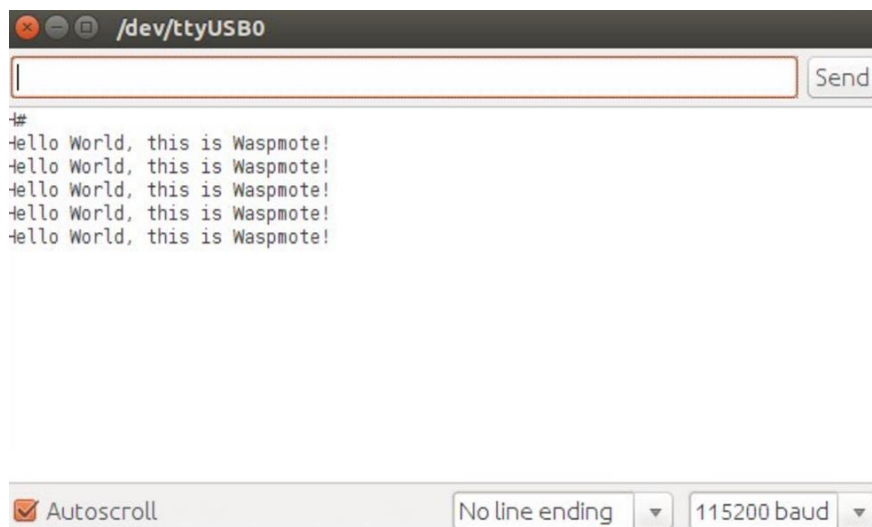 /dev/ttyUSB0
Send
H#
Hello World, this is Waspmote!
Hello World, this is Waspmote!
Hello World, this is Waspmote!
Hello World, this is Waspmote!
Hello World, this is Waspmote!
Autoscroll
No line ending
115200 baud